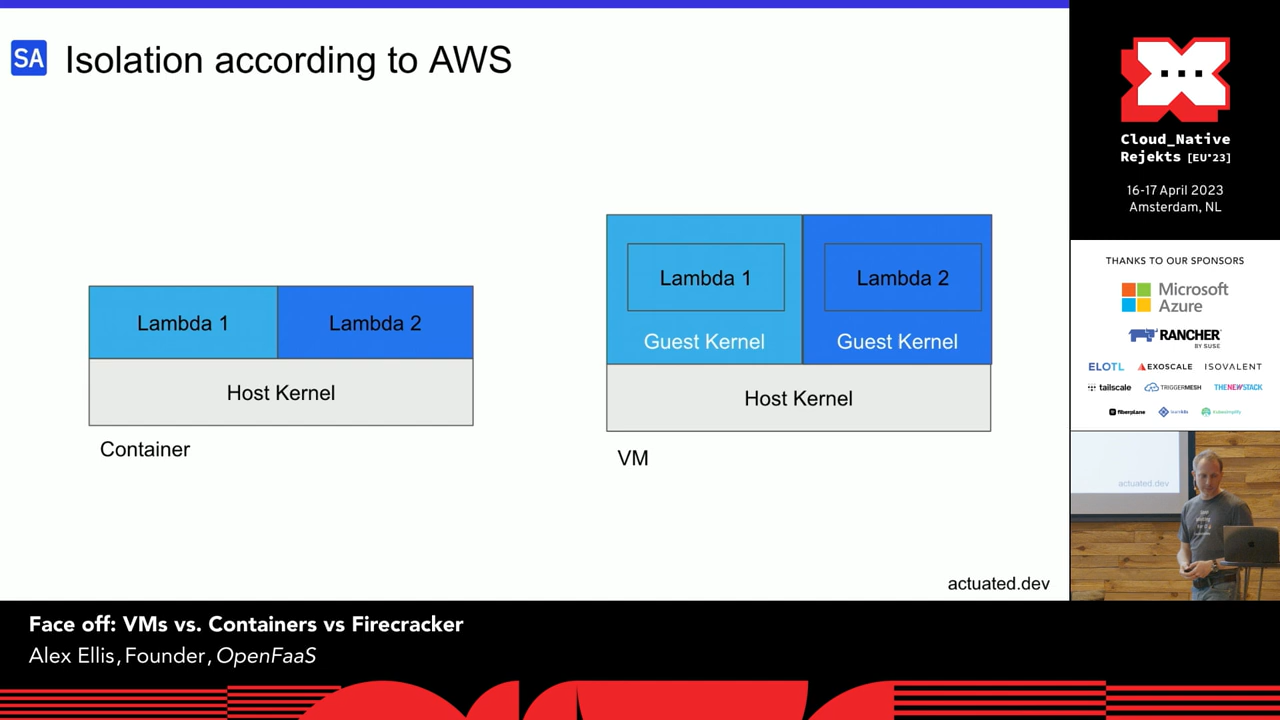 SA
Isolation according to AWS
Lambda 1
Lambda 2
Host Kernel
Container
Lambda 1
Lambda 2
Guest Kernel
Guest Kernel
Host Kernel
VM
actuated.dev
Cloud_Native
Rejekts [EU*23]
16-17 April 2023
Amsterdam, NL
THANKS TO OUR SPONSORS
Microsoft
Azure
RANCHER
BY SUSE
ELOTL
EXOSCALE
ISOVALENT
tailscale
TRIGGERMESH
THENEWSTACK
fiberplane
actuated.dev
Face off: VMs vs. Containers vs Firecracker
Alex Ellis, Founder, OpenFaaS